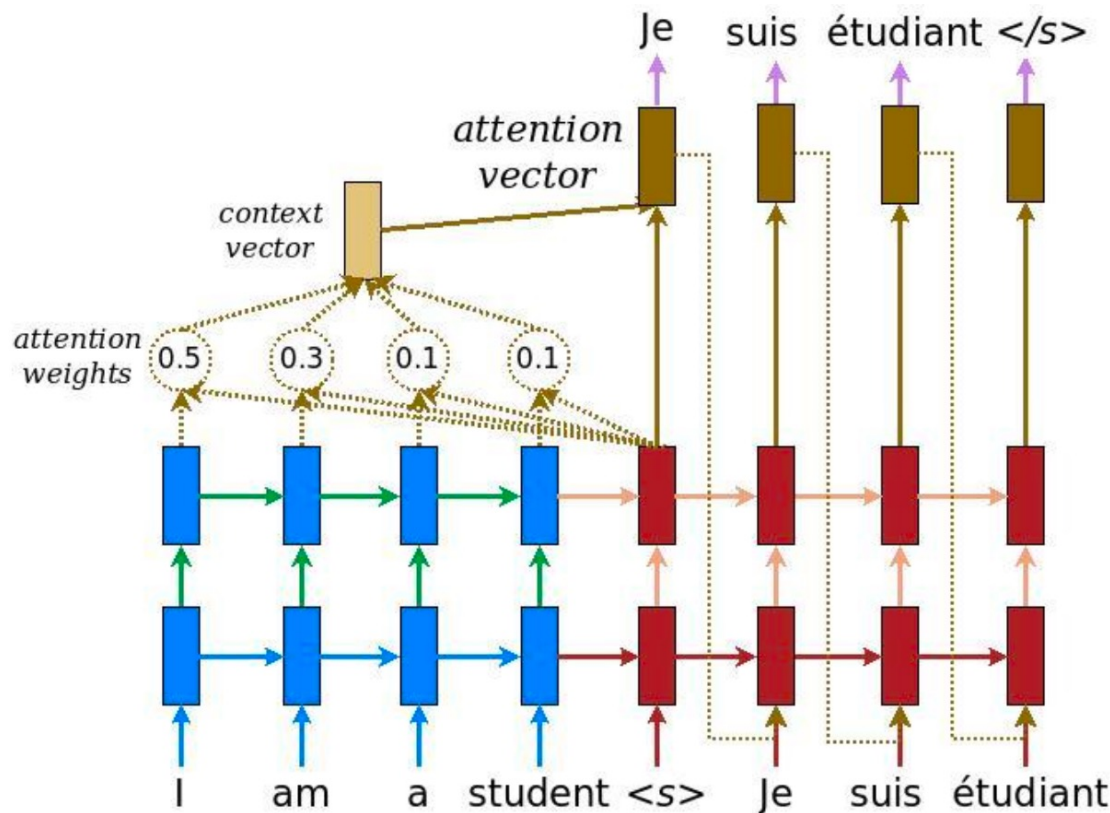 Je suis étudiant </s>
attention
vector
context
vector
attention
weights
0.5 0.3 0.1 0.1
I am a student <s> Je suis étudiant